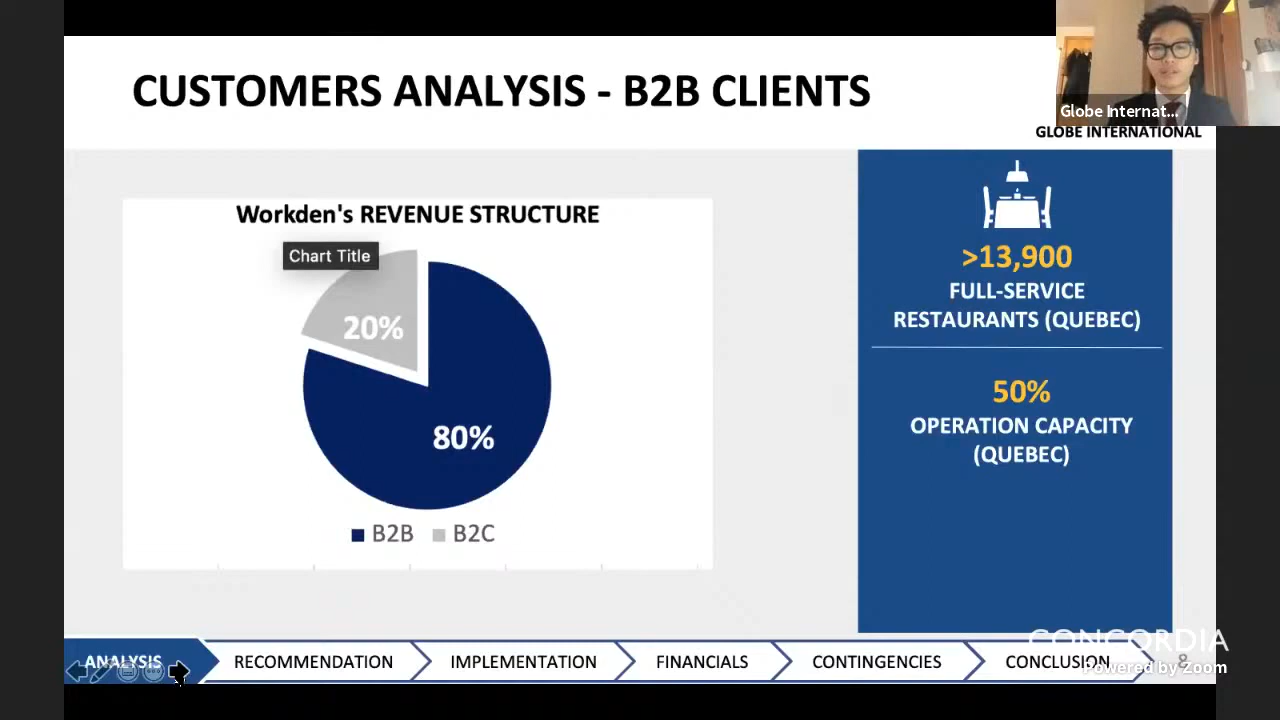 CUSTOMERS ANALYSIS - B2B CLIENTS
Globe Internat...
GLOBE INTERNATIONAL
Workden's REVENUE STRUCTURE
Chart Title
20%
80%
B2B B2C
>13,900
FULL-SERVICE
RESTAURANTS (QUEBEC)
50%
OPERATION CAPACITY
(QUEBEC)
CONCORDIA
Powered by Zoom
ANALYSIS RECOMMENDATION IMPLEMENTATION FINANCIALS CONTINGENCIES CONCLUSION 8